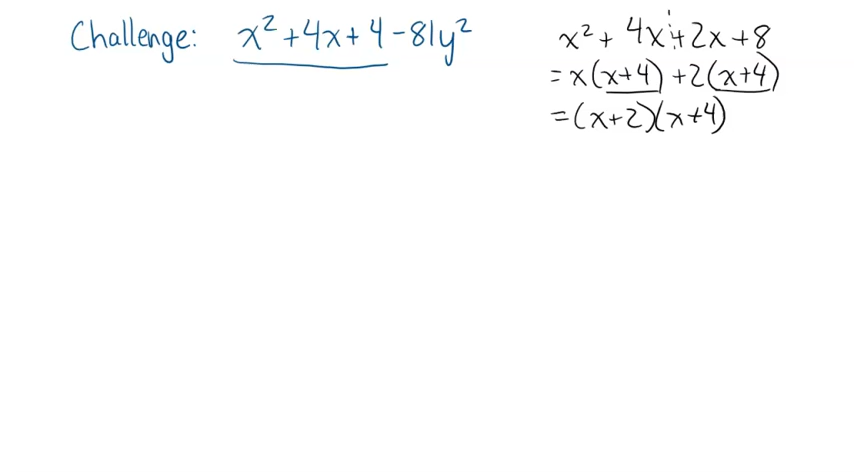 Challenge: x² + 4x + 4 - 81y²
x² + 4x + 2x + 8
= x(x+4) + 2(x+4)
= (x+2)(x+4)